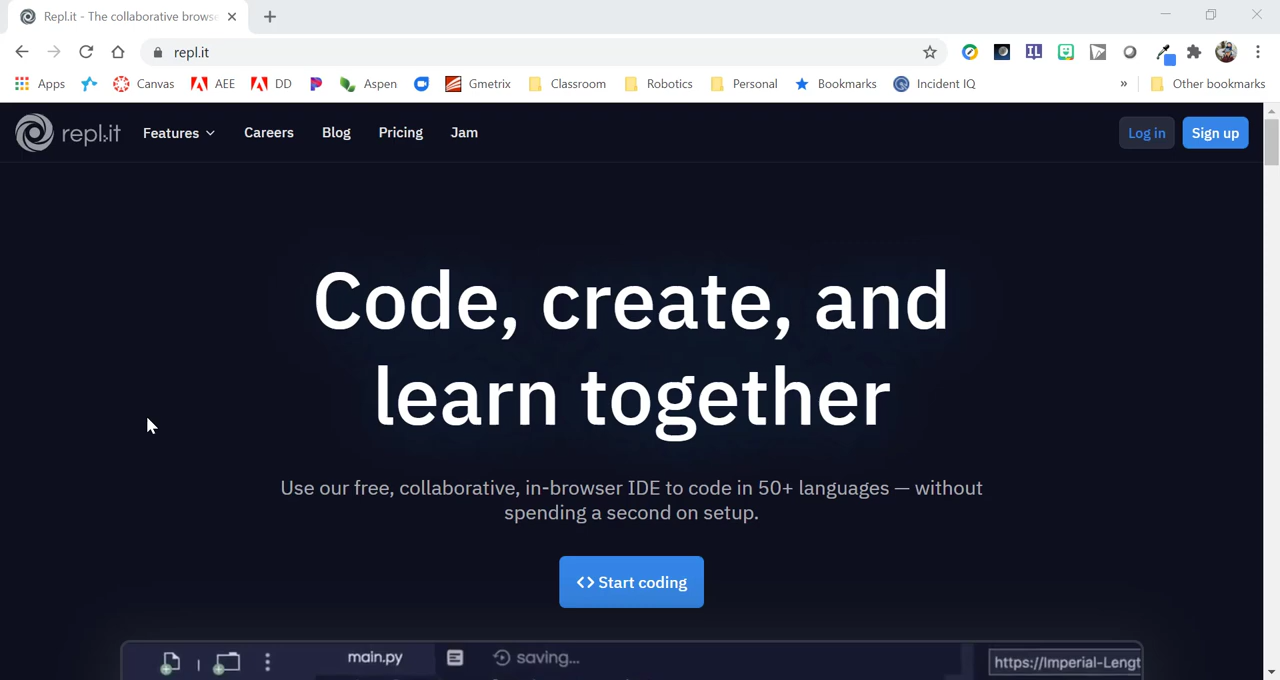 Repl.it - The collaborative browse
repl.it
Apps Canvas AEE DD Aspen Gmetrix Classroom Robotics Personal Bookmarks Incident IQ » Other bookmarks
repl.it Features Careers Blog Pricing Jam Log in Sign up
Code, create, and
learn together
Use our free, collaborative, in-browser IDE to code in 50+ languages — without
spending a second on setup.
<> Start coding
main.py saving... https://Imperial-Lengt